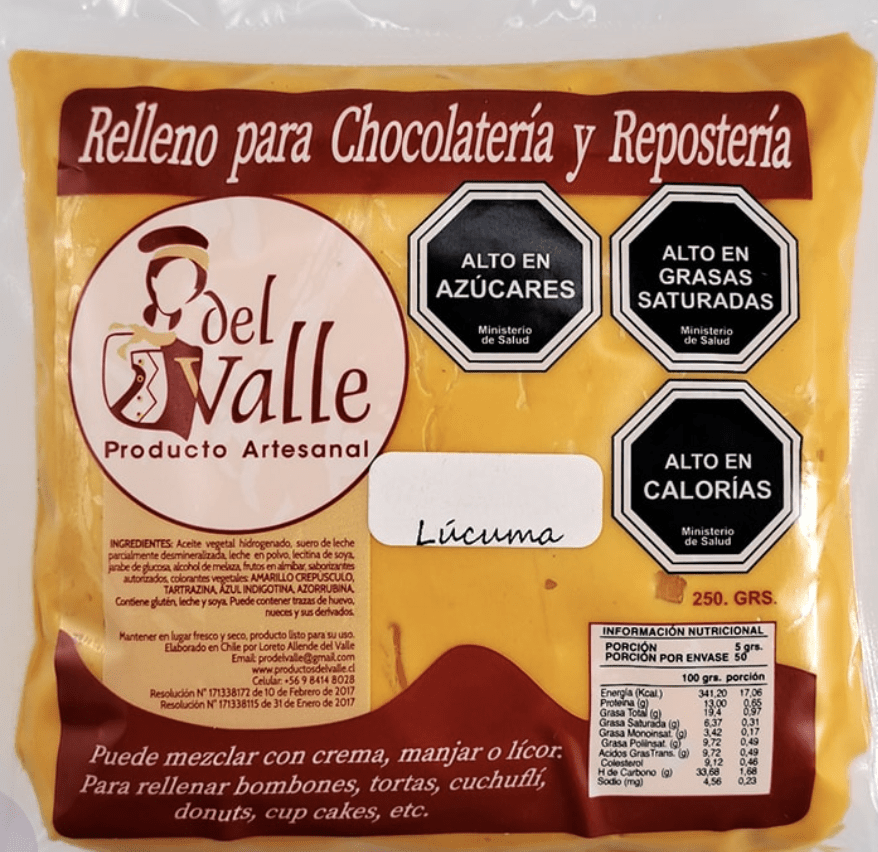 Relleno para Chocolatería y Repostería
del
Valle
Producto Artesanal
ALTO EN
AZÚCARES
Ministerio
de Salud
ALTO EN
GRASAS
SATURADAS
Ministerio
de Salud
ALTO EN
CALORÍAS
Ministerio
de Salud
Lúcuma
250. GRS.
INGREDIENTES: Aceite vegetal hidrogenado, suero de leche
parcialmente desmineralizada, leche en polvo, lecitina de soya,
jarabe de glucosa, alcohol de melaza, frutos en almibar, saborizantes
autorizados, colorantes vegetales: AMARILLO CREPUSCULO,
TARTRAZINA, AZUL INDIGOTINA, AZORRUBINA.
Contiene glutén, leche y soya. Puede contener trazas de huevo,
nueces y sus derivados.
Mantener en lugar fresco y seco, producto listo para su uso.
Elaborado en Chile por Loreto Allende del Valle
Email: prodelvalle@gmail.com
www.productosdelvalle.cl
Celular: +56 9 8414 8028
Resolución N° 171338172 de 10 de Febrero de 2017
Resolución N° 171338115 de 31 de Enero de 2017
INFORMACIÓN NUTRICIONAL
PORCIÓN 5 grs.
PORCIÓN POR ENVASE 50
100 grs. porción
Energía (Kcal.) 341,20 17,06
Proteína (g) 13,00 0,65
Grasa Total (g) 19,4 0,97
Grasa Saturada (g) 6,37 0,31
Grasa Monoinsat. (g) 3,42 0,17
Grasa Poliinsat. (g) 9,72 0,49
Acidos GrasTrans. (g) 9,72 0,49
Colesterol 9,12 0,46
H de Carbono (g) 33,68 1,68
Sodio (mg) 4,56 0,23
Puede mezclar con crema, manjar o lícor.
Para rellenar bombones, tortas, cuchuflí,
donuts, cup cakes, etc.